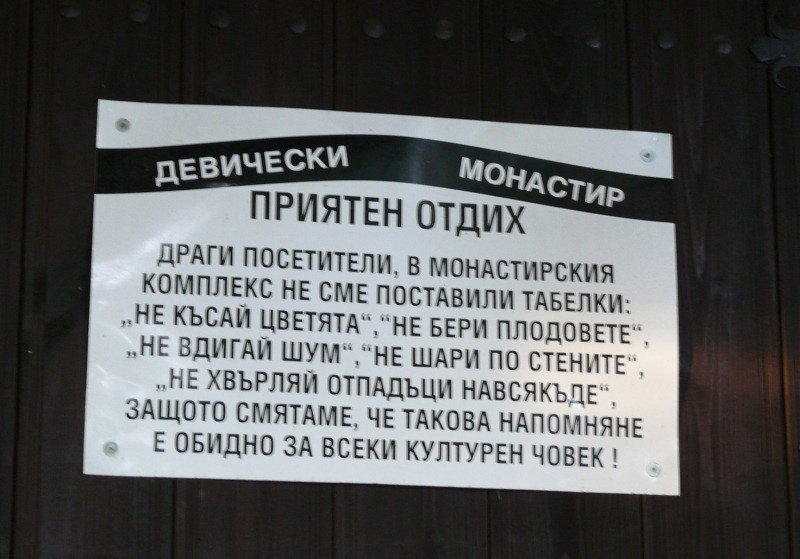 ДЕВИЧЕСКИ МОНАСТИР
ПРИЯТЕН ОТДИХ
ДРАГИ ПОСЕТИТЕЛИ, В МОНАСТИРСКИЯ
КОМПЛЕКС НЕ СМЕ ПОСТАВИЛИ ТАБЕЛКИ:
„НЕ КЪСАЙ ЦВЕТЯТА“,“НЕ БЕРИ ПЛОДОВЕТЕ“,
„НЕ ВДИГАЙ ШУМ“,“НЕ ШАРИ ПО СТЕНИТЕ“,
„НЕ ХВЪРЛЯЙ ОТПАДЪЦИ НАВСЯКЪДЕ“,
ЗАЩОТО СМЯТАМЕ, ЧЕ ТАКОВА НАПОМНЯНЕ
Е ОБИДНО ЗА ВСЕКИ КУЛТУРЕН ЧОВЕК !